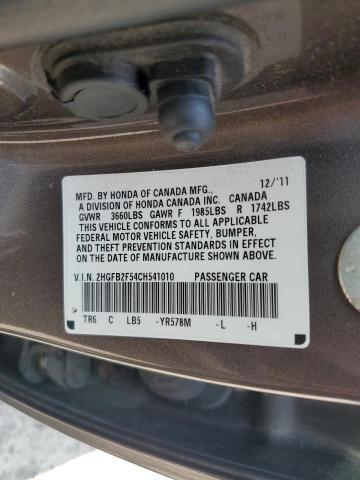 MFD. BY HONDA OF CANADA MFG., 12/'11
A DIVISION OF HONDA CANADA INC. CANADA
GVWR 3660LBS GAWR F 1985LBS R 1742LBS
THIS VEHICLE CONFORMS TO ALL APPLICABLE
FEDERAL MOTOR VEHICLE SAFETY, BUMPER,
AND THEFT PREVENTION STANDARDS IN EFFECT
ON THE DATE OF MANUFACTURE SHOWN ABOVE.
V.I.N. 2HGFB2F54CH541010 PASSENGER CAR
TR6 C LB5 -YR578M -L -H